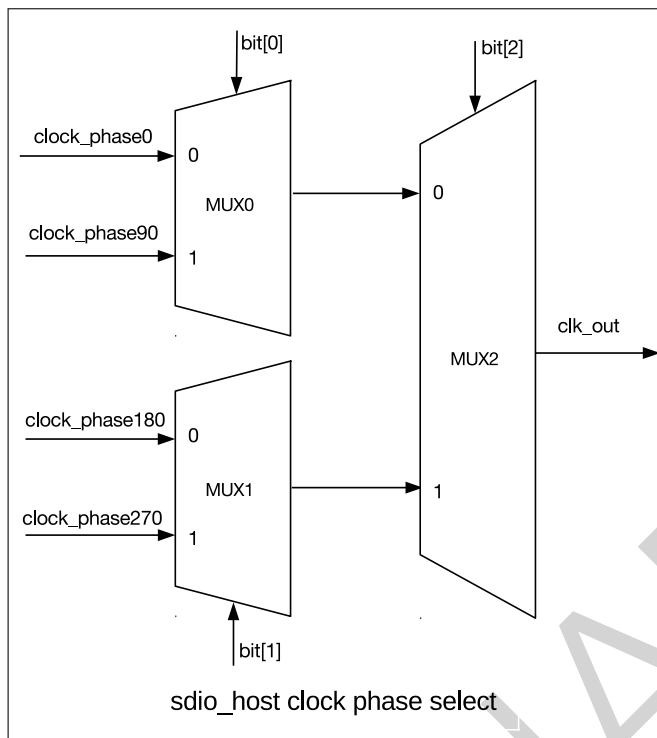 bit[0]
bit[2]
clock_phase0
0
MUX0
0
clock_phase90
1
clk_out
MUX2
clock_phase180
0
MUX1
1
clock_phase270
1
bit[1]
sdio_host clock phase select